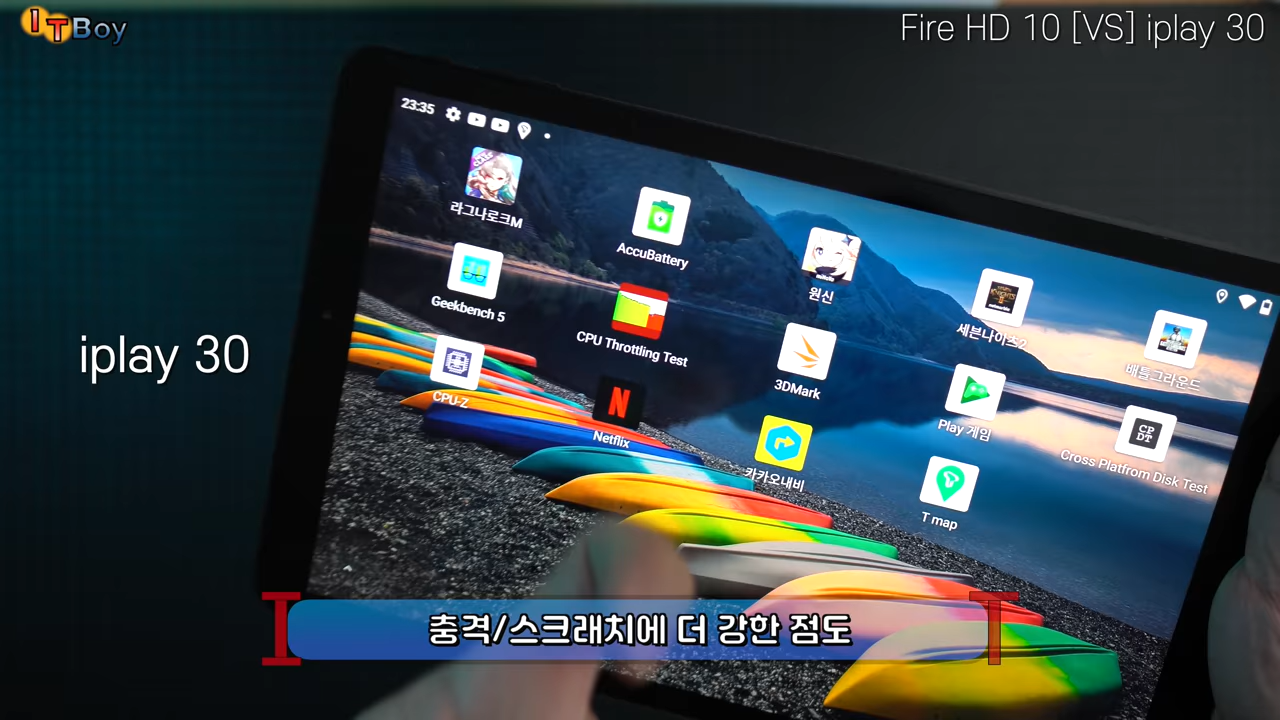 ITBoy
Fire HD 10 [VS] iplay 30
23:35
라그나로크M
AccuBattery
원신
세븐나이츠2
배틀그라운드
Geekbench 5
CPU Throttling Test
3DMark
Play 게임
Cross Platfrom Disk Test
CPU-Z
Netflix
카카오내비
T map
CPDT
N
iplay 30
충격/스크래치에 더 강한 점도